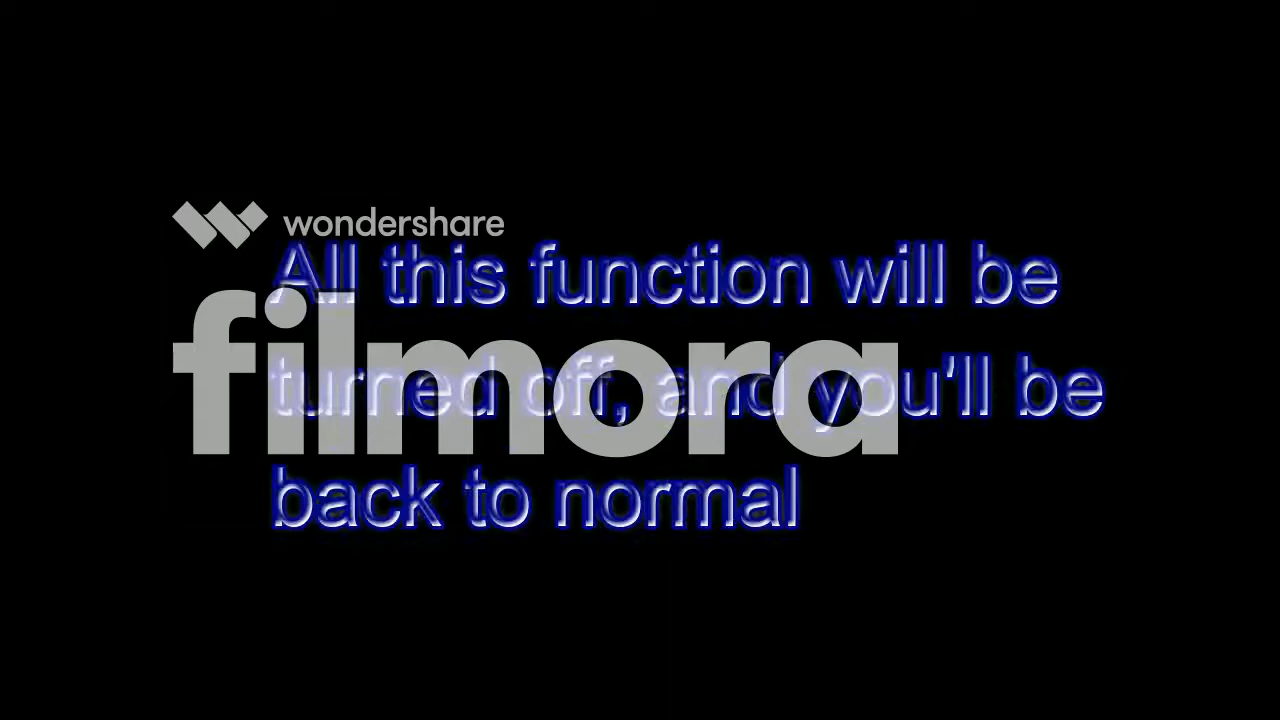 wondershare
All this function will be
filmora
turned off, and you'll be
back to normal